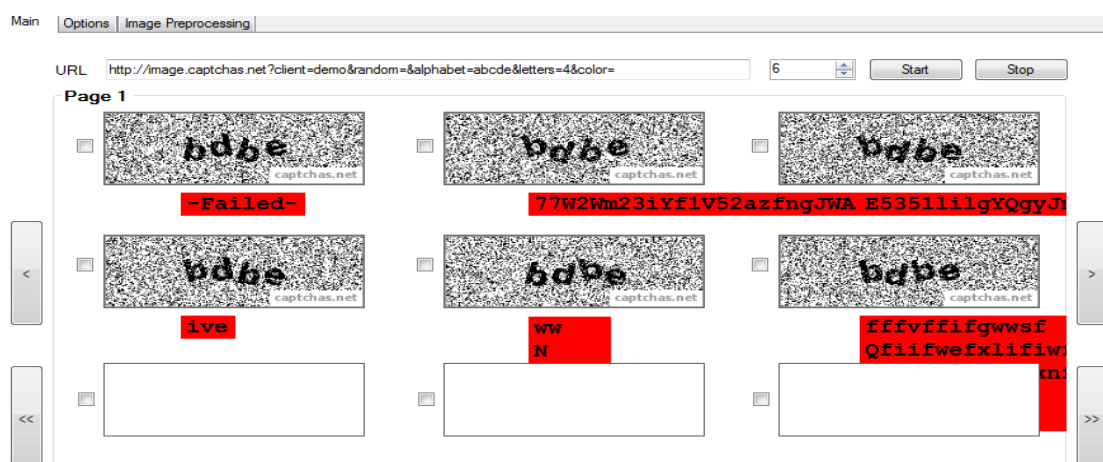 Main Options Image Preprocessing
URL http://image.captchas.net?client=demo&random=&alphabet=abcde&letters=4&color= 6 Start Stop
Page 1
bdbe bdbe bdbe
captchas.net captchas.net captchas.net
-Failed- 77W2Wm23iYf1V52azfngJWA
bdbe bdbe bdbe
captchas.net captchas.net captchas.net
< >
ive ww fffvffifgwwsf
N
<< >>